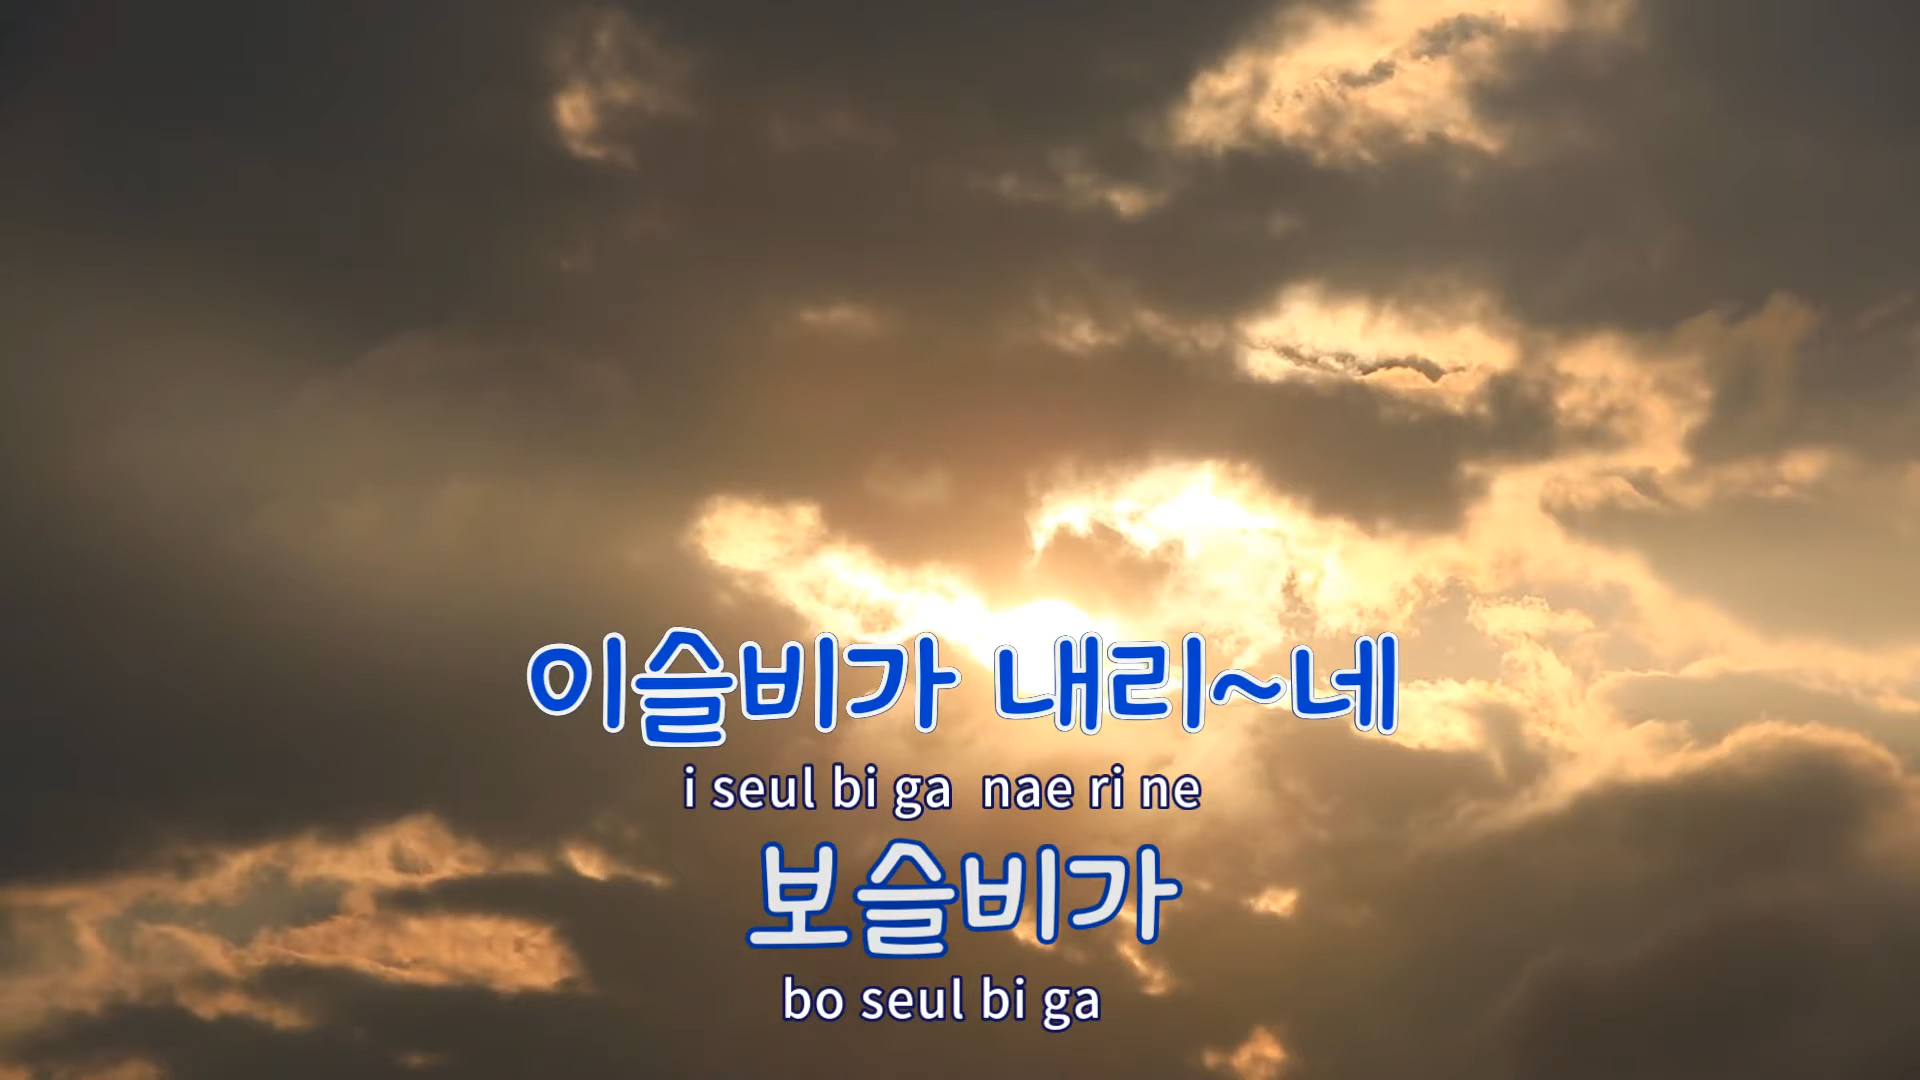 이슬비가 내리~네
i seul bi ga nae ri ne
보슬비가
bo seul bi ga